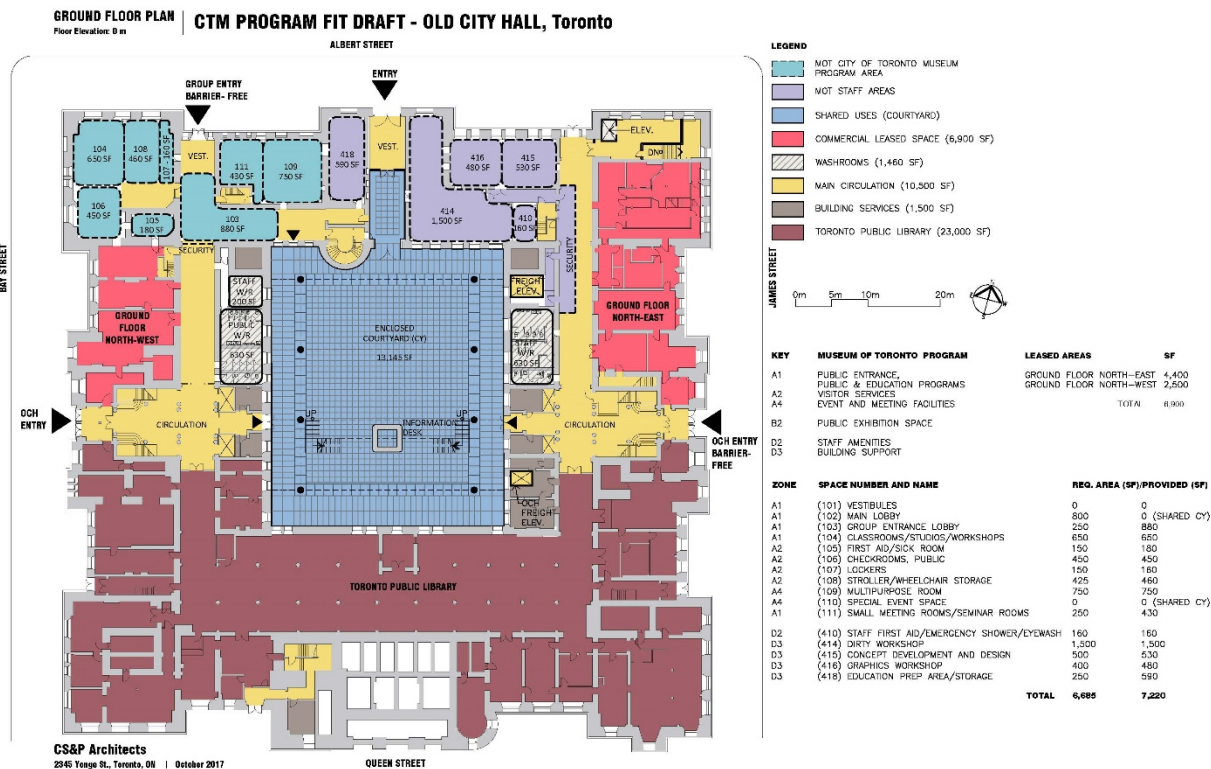 GROUND FLOOR PLAN
Floor Elevation: 0 m
CTM PROGRAM FIT DRAFT - OLD CITY HALL, Toronto
ALBERT STREET
GROUP ENTRY
BARRIER- FREE
ENTRY
104
650 SF
108
460 SF
107 - 160 SF
VEST.
111
430 SF
109
750 SF
418
590 SF
VEST.
416
480 SF
415
530 SF
ELEV.
DN
106
450 SF
105
180 SF
103
880 SF
414
1,500 SF
410
160 SF
SECURITY
SECURITY
BAY STREET
JAMES STREET
STAFF
W/R
200 SF
PUBLIC
W/R
630 SF
FREIGH
ELEV.
STAFF
W/R
630 SF
GROUND
FLOOR
NORTH-WEST
GROUND FLOOR
NORTH-EAST
ENCLOSED
COURTYARD (CY)
13,145 SF
OCH
ENTRY
CIRCULATION
UP
UP
INFORMATION
DESK
CIRCULATION
OCH ENTRY
BARRIER-
FREE
OCH
FREIGH
ELEV.
TORONTO PUBLIC LIBRARY
CS&P Architects
2345 Yonge St., Toronto, ON | October 2017
QUEEN STREET
LEGEND
MOT CITY OF TORONTO MUSEUM
PROGRAM AREA
MOT STAFF AREAS
SHARED USES (COURTYARD)
COMMERCIAL LEASED SPACE (6,900 SF)
WASHROOMS (1,460 SF)
MAIN CIRCULATION (10,500 SF)
BUILDING SERVICES (1,500 SF)
TORONTO PUBLIC LIBRARY (23,000 SF)
0m 5m 10m 20m
KEY MUSEUM OF TORONTO PROGRAM LEASED AREAS SF
A1 PUBLIC ENTRANCE, GROUND FLOOR NORTH-EAST 4,400
PUBLIC & EDUCATION PROGRAMS GROUND FLOOR NORTH-WEST 2,500
A2 VISITOR SERVICES
A4 EVENT AND MEETING FACILITIES TOTAL 6,900
B2 PUBLIC EXHIBITION SPACE
D2 STAFF AMENITIES
D3 BUILDING SUPPORT
ZONE SPACE NUMBER AND NAME REQ. AREA (SF)/PROVIDED (SF)
A1 (101) VESTIBULES 0 0
A1 (102) MAIN LOBBY 800 0 (SHARED CY)
A1 (103) GROUP ENTRANCE LOBBY 250 880
A1 (104) CLASSROOMS/STUDIOS/WORKSHOPS 650 650
A2 (105) FIRST AID/SICK ROOM 150 180
A2 (106) CHECKROOMS, PUBLIC 450 450
A2 (107) LOCKERS 150 160
A2 (108) STROLLER/WHEELCHAIR STORAGE 425 460
A4 (109) MULTIPURPOSE ROOM 750 750
A4 (110) SPECIAL EVENT SPACE 0 0 (SHARED CY)
A1 (111) SMALL MEETING ROOMS/SEMINAR ROOMS 250 430
D2 (410) STAFF FIRST AID/EMERGENCY SHOWER/EYEWASH 160 160
D3 (414) DIRTY WORKSHOP 1,500 1,500
D3 (415) CONCEPT DEVELOPMENT AND DESIGN 500 530
D3 (416) GRAPHICS WORKSHOP 400 480
D3 (418) EDUCATION PREP AREA/STORAGE 250 590
TOTAL 6,685 7,220